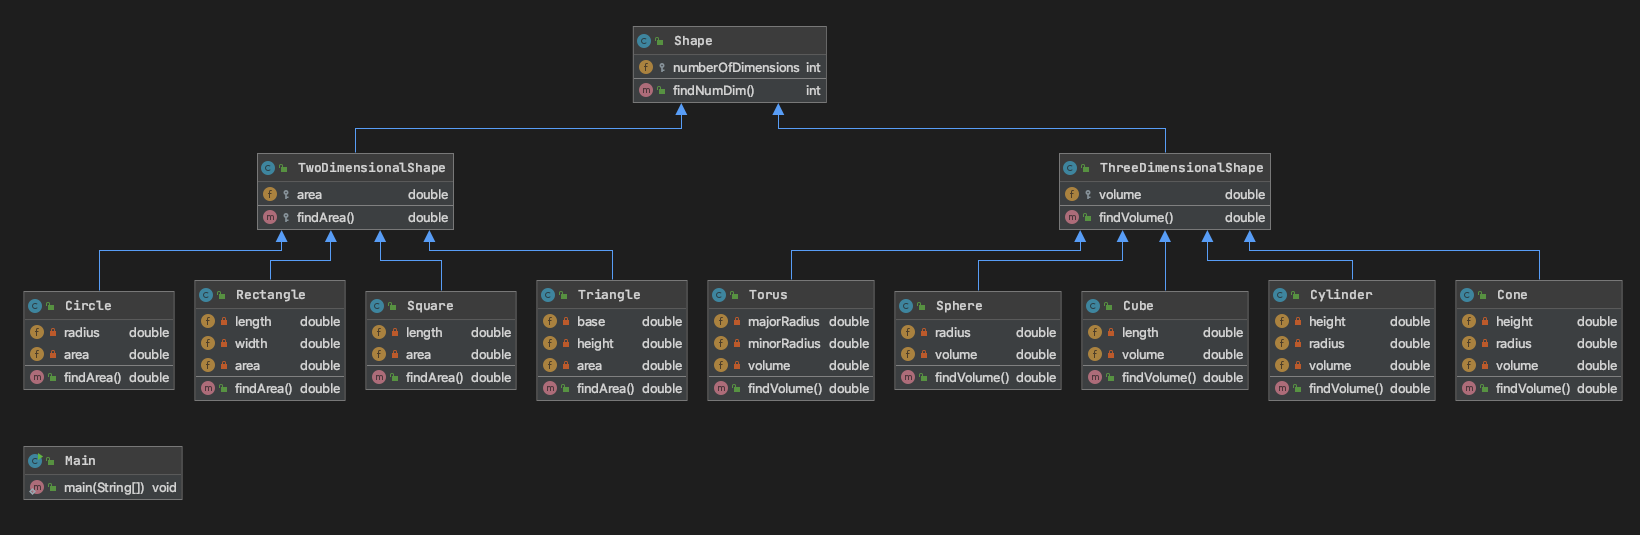 Shape
numberOfDimensions int
findNumDim() int
TwoDimensionalShape
area double
findArea() double
ThreeDimensionalShape
volume double
findVolume() double
Circle
radius double
area double
findArea() double
Rectangle
length double
width double
area double
findArea() double
Square
length double
area double
findArea() double
Triangle
base double
height double
area double
findArea() double
Torus
majorRadius double
minorRadius double
volume double
findVolume() double
Sphere
radius double
volume double
findVolume() double
Cube
length double
volume double
findVolume() double
Cylinder
height double
radius double
volume double
findVolume() double
Cone
height double
radius double
volume double
findVolume() double
Main
main(String[]) void